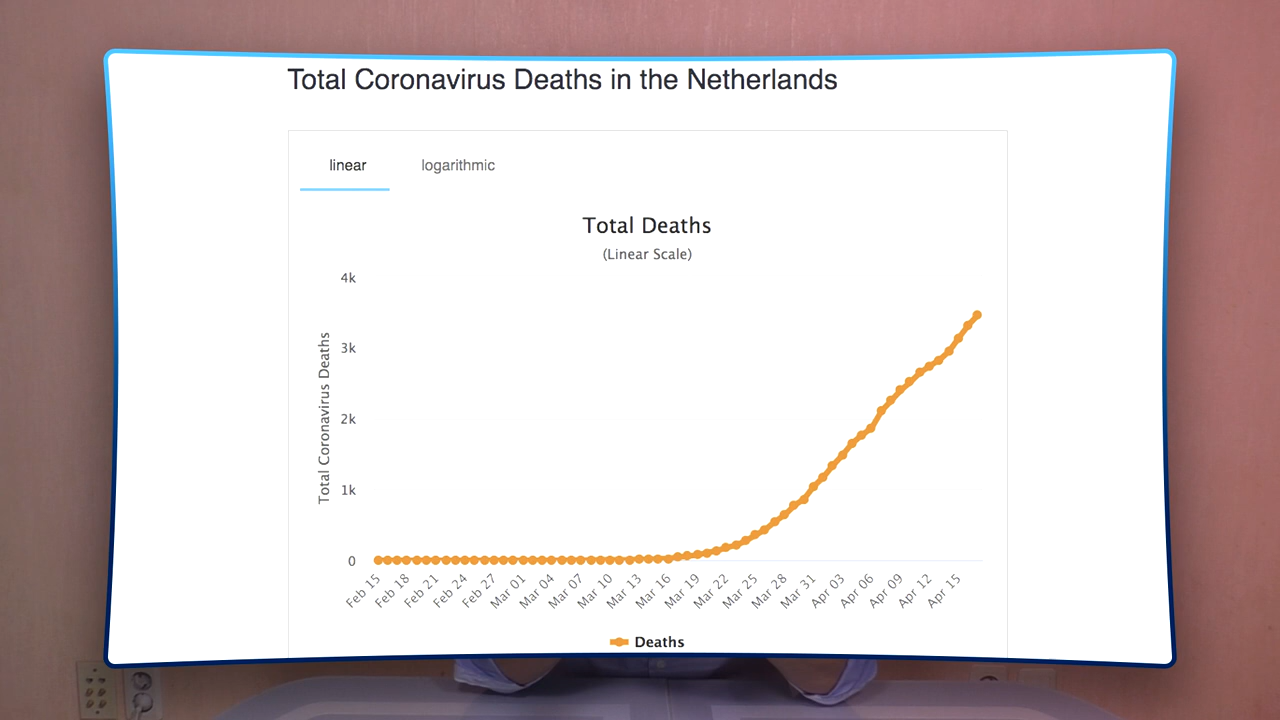 Total Coronavirus Deaths in the Netherlands
linear logarithmic
Total Deaths
(Linear Scale)
4k
3k
2k
1k
0
Total Coronavirus Deaths
Feb 15 Feb 18 Feb 21 Feb 24 Feb 27 Mar 01 Mar 04 Mar 07 Mar 10 Mar 13 Mar 16 Mar 19 Mar 22 Mar 25 Mar 28 Mar 31 Apr 03 Apr 06 Apr 09 Apr 12 Apr 15
Deaths